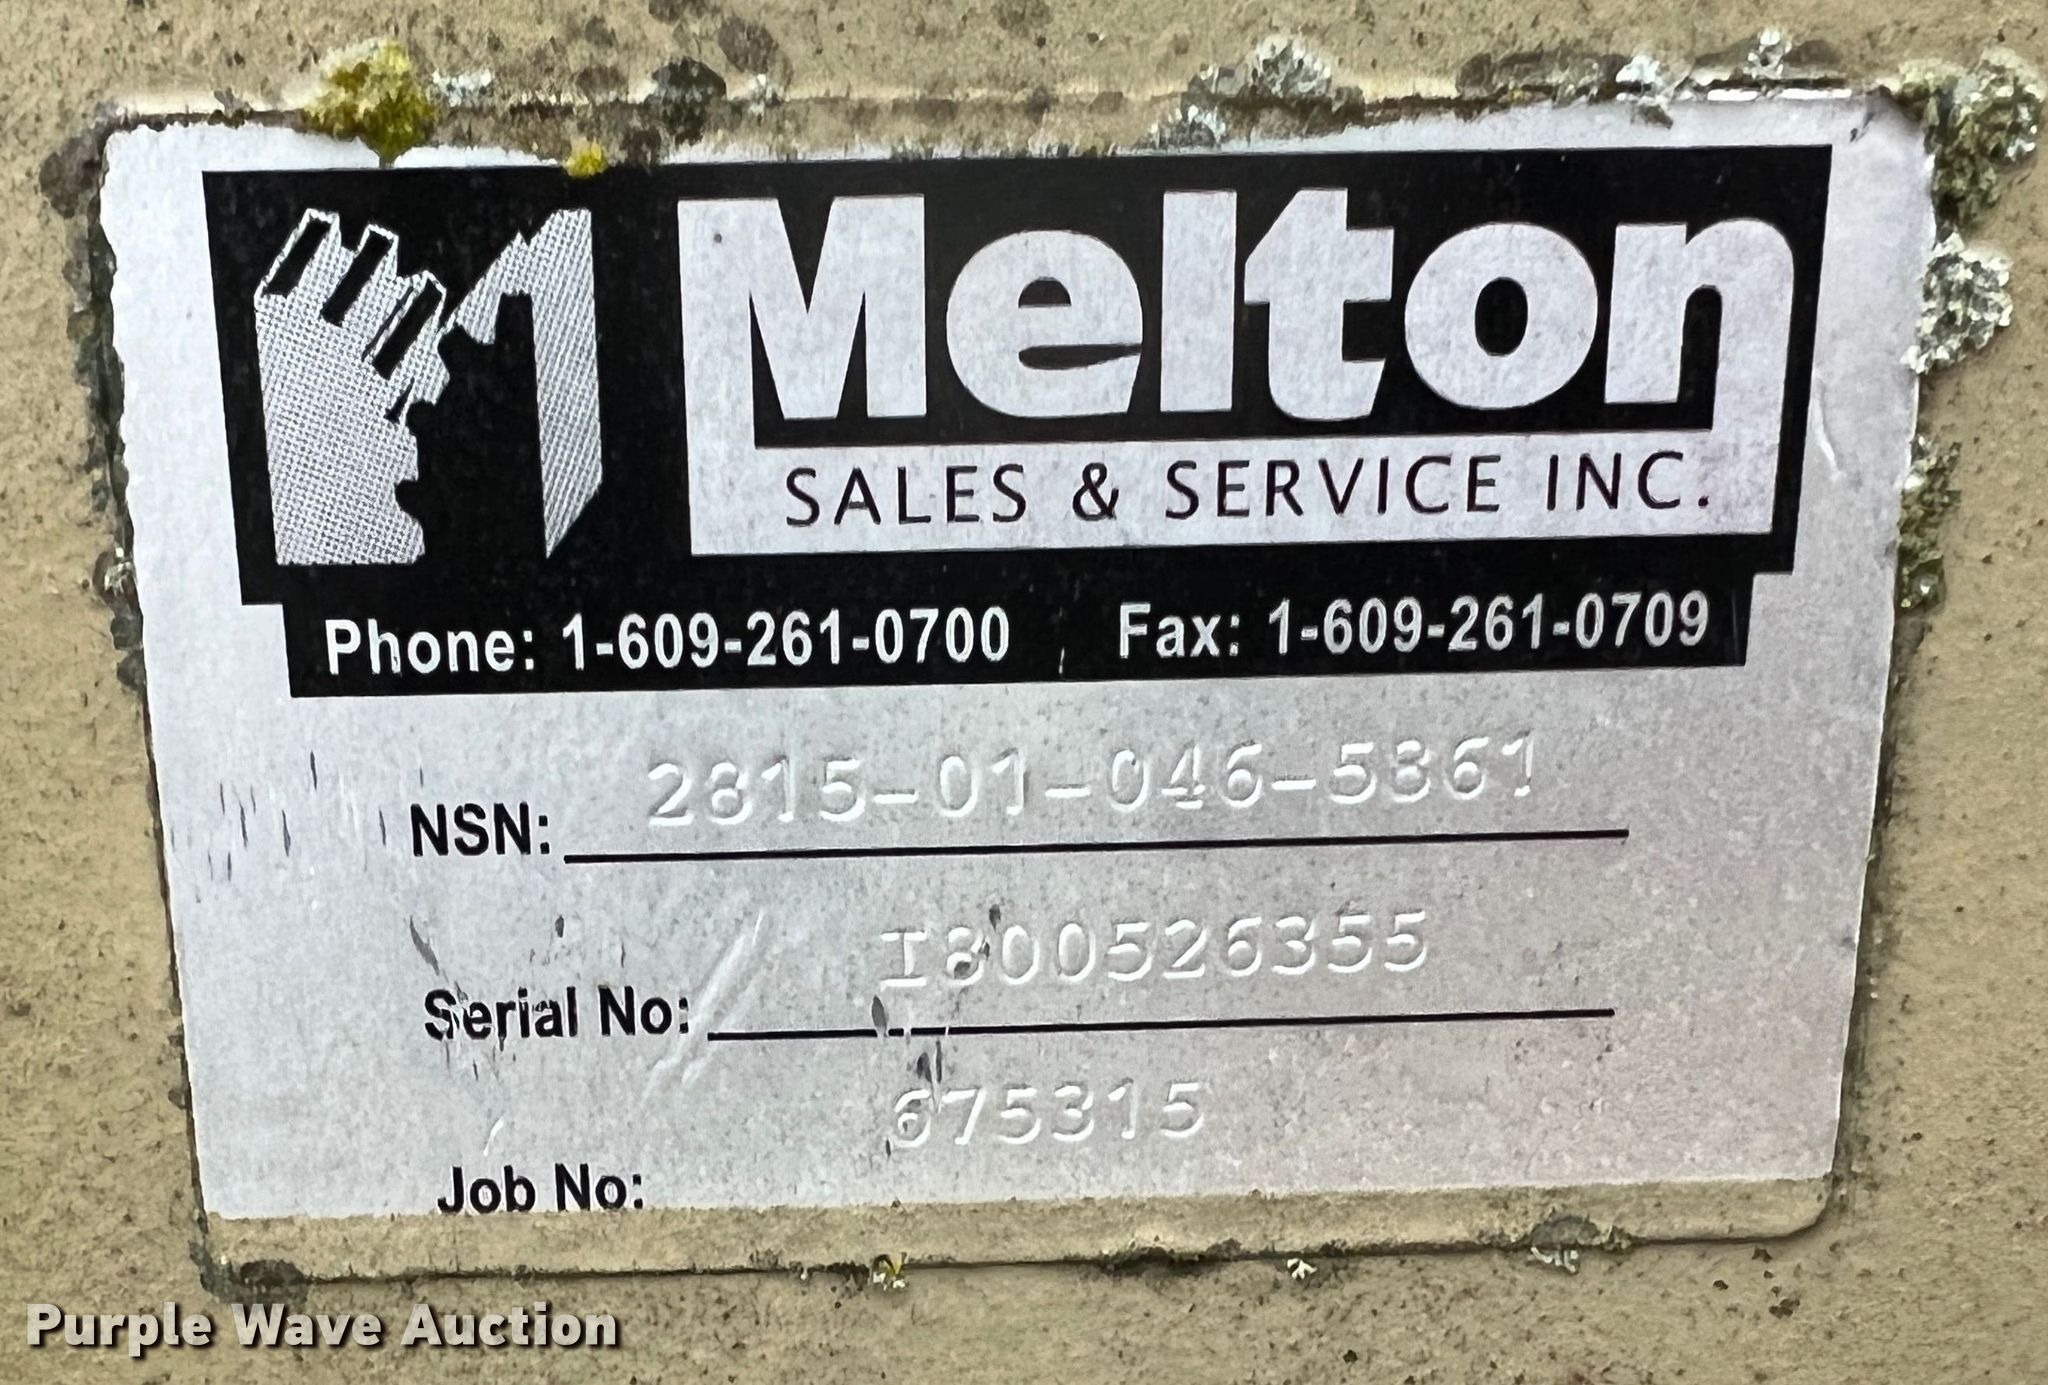 Melton
SALES & SERVICE INC.
Phone: 1-609-261-0700 Fax: 1-609-261-0709
NSN: 2815-01-046-5361
Serial No: I800526355
675315
Job No:
Purple Wave Auction